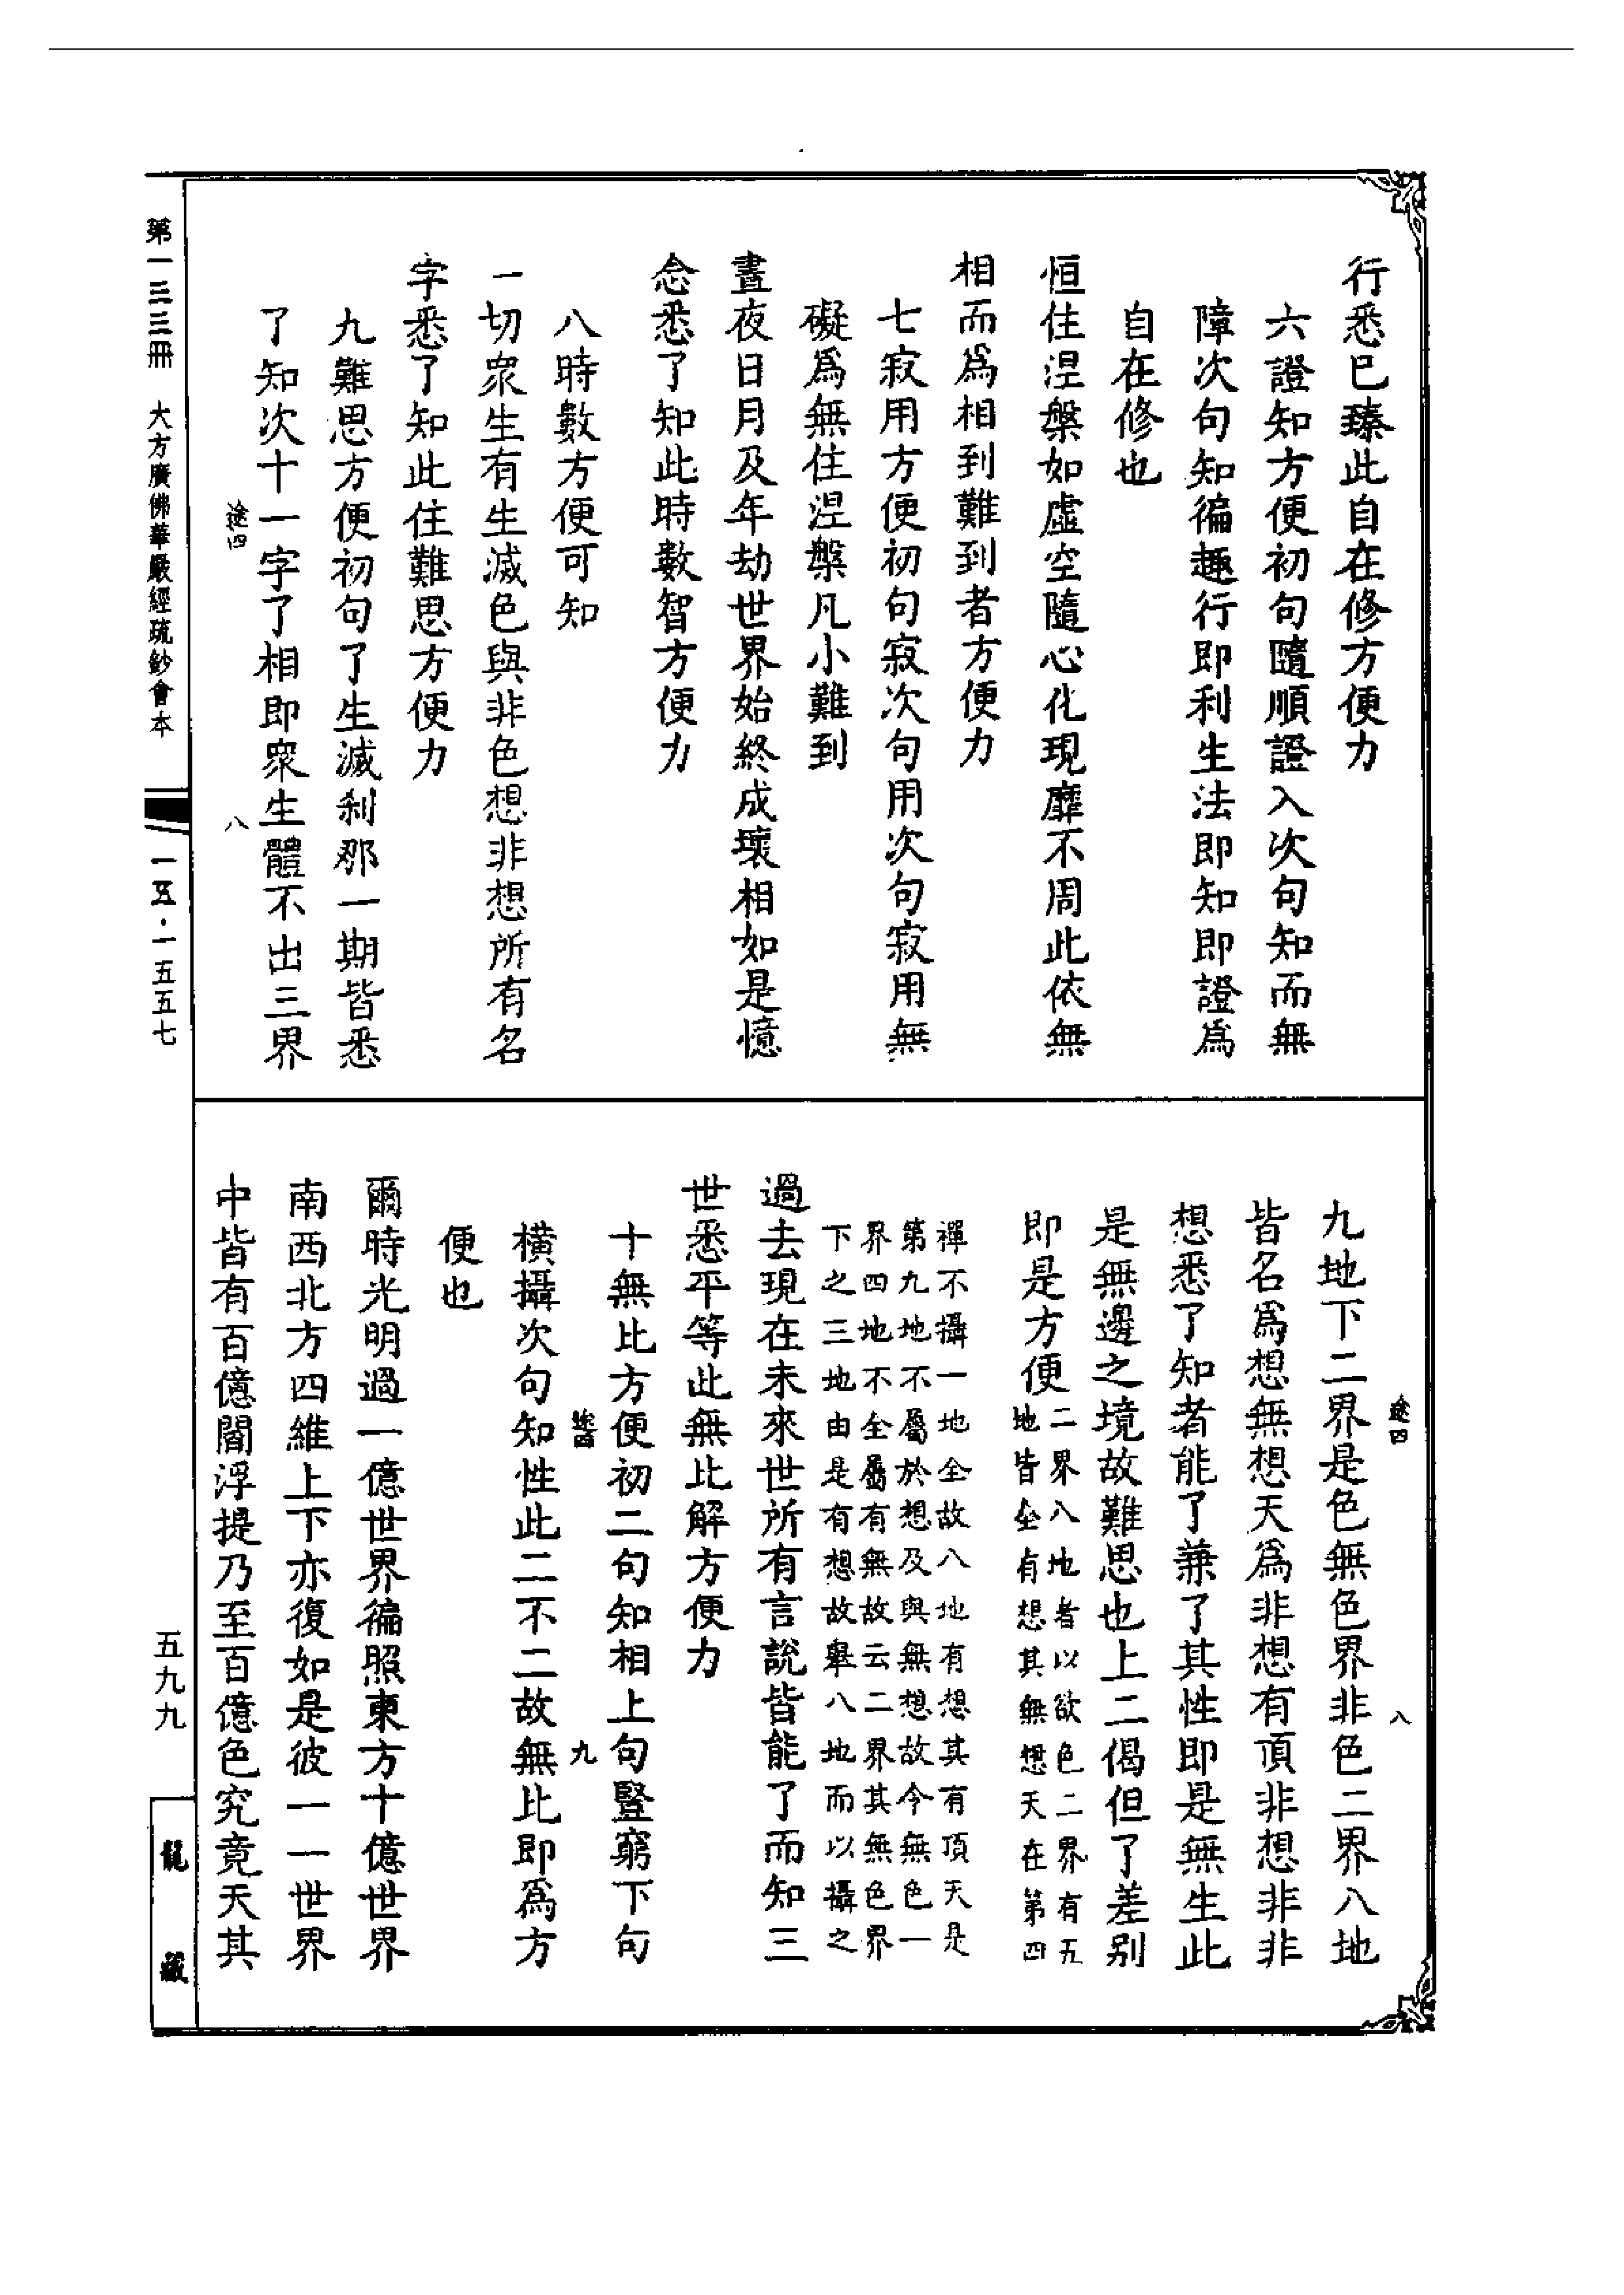 行悉已臻此自在修方便力
六證知方便初句隨順證入次句知而無
障次句知徧趣行即利生法即知即證為
自在修也
恒住涅槃如虛空隨心化現靡不周此依無
相而為相到難到者方便力
七寂用方便初句寂次句用次句寂用無
礙為無住涅槃凡小難到
晝夜日月及年劫世界始終成壞相如是憶
念悉了知此時數智方便力
八時數方便可知
一切眾生有生滅色與非色想非想所有名
字悉了知此住難思方便力
九難思方便初句了生滅剎那一期皆悉
了知次十一字了相即眾生體不出三界
途四 八
第一三三冊 大方廣佛華嚴經疏鈔會本
一五·一五五七
途四 八
九地下二界是色無色界非色二界八地
皆名為想無想天為非想有頂非想非非
想悉了知者能了兼了其性即是無生此
是無邊之境故難思也上二偈但了差別
即是方便二界八地者以欲色二界有五
地皆全有想其無想天在第四
禪不攝一地全故八地有想其有頂天是
第九地不屬於想及與無想故今無色一
界四地不全屬有無故云二界其無色界
下之三地由是有想故舉八地而以攝之
過去現在未來世所有言說皆能了而知三
世悉平等此無比解方便力
十無比方便初二句知相上句豎窮下句
途四 九
橫攝次句知性此二不二故無比即為方
便也
爾時光明過一億世界徧照東方十億世界
南西北方四維上下亦復如是彼一一世界
中皆有百億閻浮提乃至百億色究竟天其
五九九
龍藏